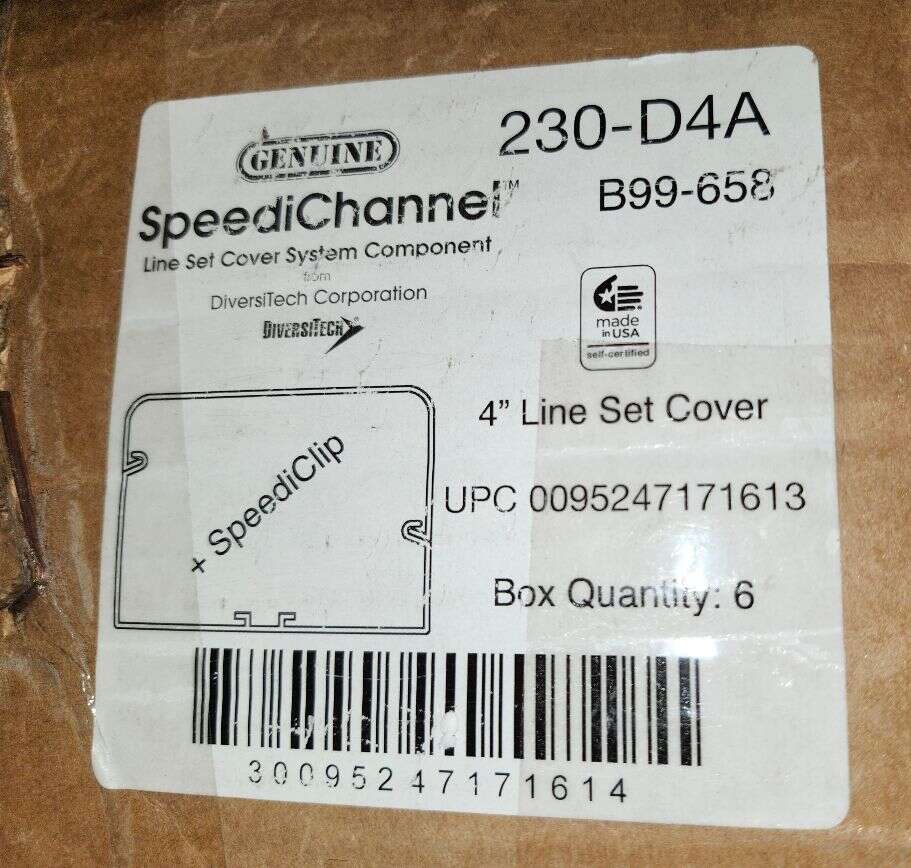 GENUINE
230-D4A
SpeediChannel™
B99-658
Line Set Cover System Component
from
DiversiTech Corporation
DIVERSITECH
made
in USA
self-certified
4” Line Set Cover
+ SpeediClip
UPC 0095247171613
Box Quantity: 6
30095247171614